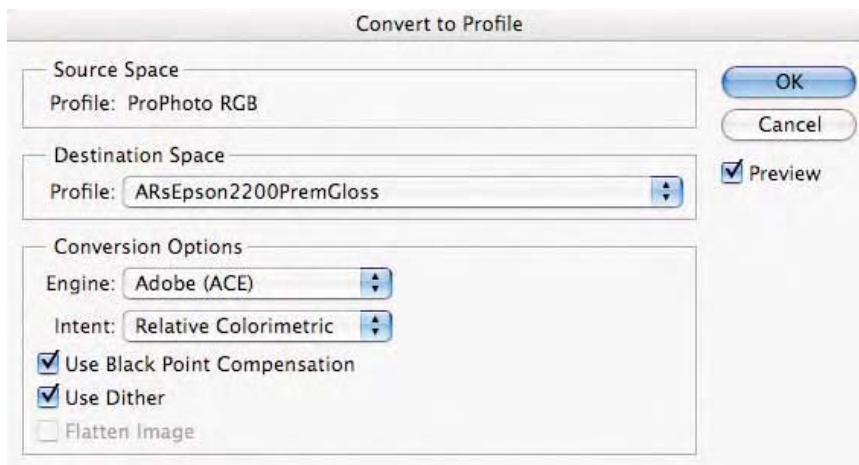 Convert to Profile
Source Space
Profile: ProPhoto RGB
OK
Cancel
Preview
Destination Space
Profile: ARsEpson2200PremGloss
Conversion Options
Engine: Adobe (ACE)
Intent: Relative Colorimetric
Use Black Point Compensation
Use Dither
Flatten Image